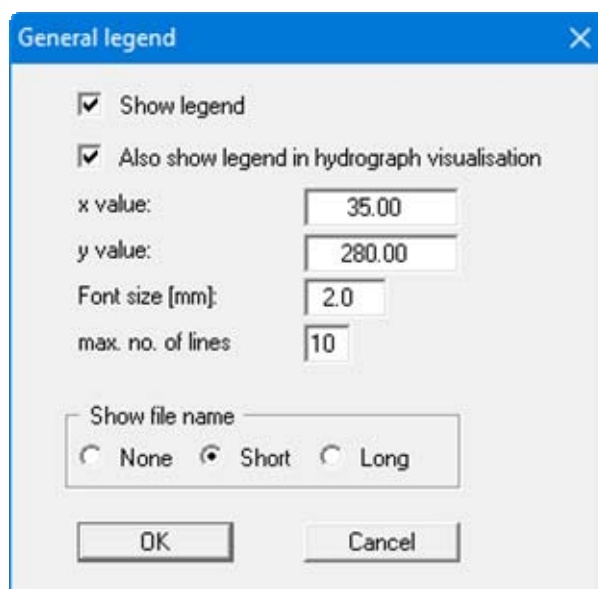 General legend
Show legend
Also show legend in hydrograph visualisation
x value: 35.00
y value: 280.00
Font size [mm]: 2.0
max. no. of lines 10
Show file name
None Short Long
OK Cancel